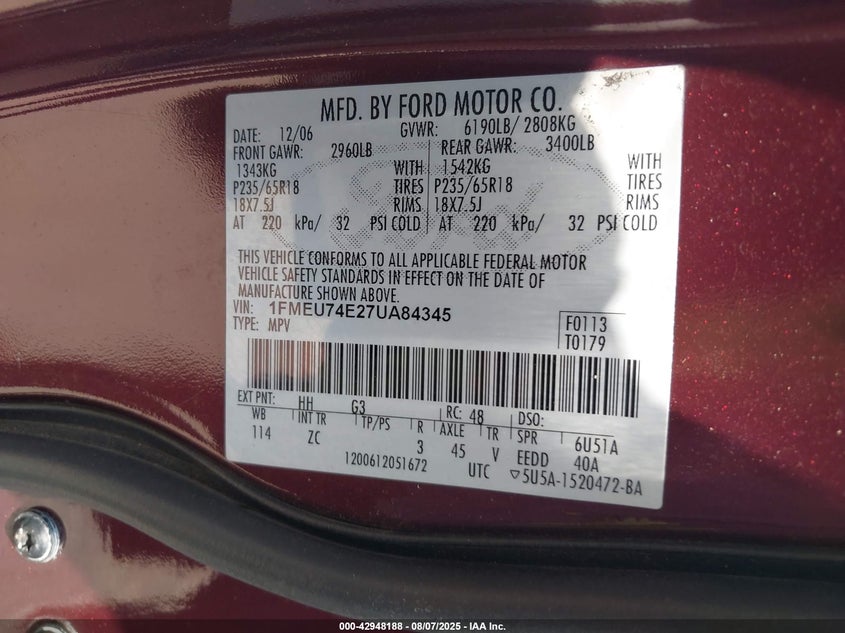 MFD. BY FORD MOTOR CO.
DATE: 12/06 GVWR: 6190LB/ 2808KG
FRONT GAWR: 2960LB REAR GAWR: 3400LB
1343KG WITH 1542KG WITH
P235/65R18 TIRES P235/65R18 TIRES
18X7.5J RIMS 18X7.5J RIMS
AT 220 kPa/ 32 PSI COLD AT 220 kPa/ 32 PSI COLD
Ford
THIS VEHICLE CONFORMS TO ALL APPLICABLE FEDERAL MOTOR
VEHICLE SAFETY STANDARDS IN EFFECT ON THE DATE OF
MANUFACTURE SHOWN ABOVE.
VIN: 1FMEU74E27UA84345
TYPE: MPV
F0113
T0179
EXT PNT: HH G3 RC: 48 DSO:
WB INT TR TP/PS R AXLE TR SPR 6U51A
114 ZC 3 45 V EEDD 40A
1200612051672 UTC ▽5U5A-1520472-BA
000-42948188 - 08/07/2025 - IAA Inc.